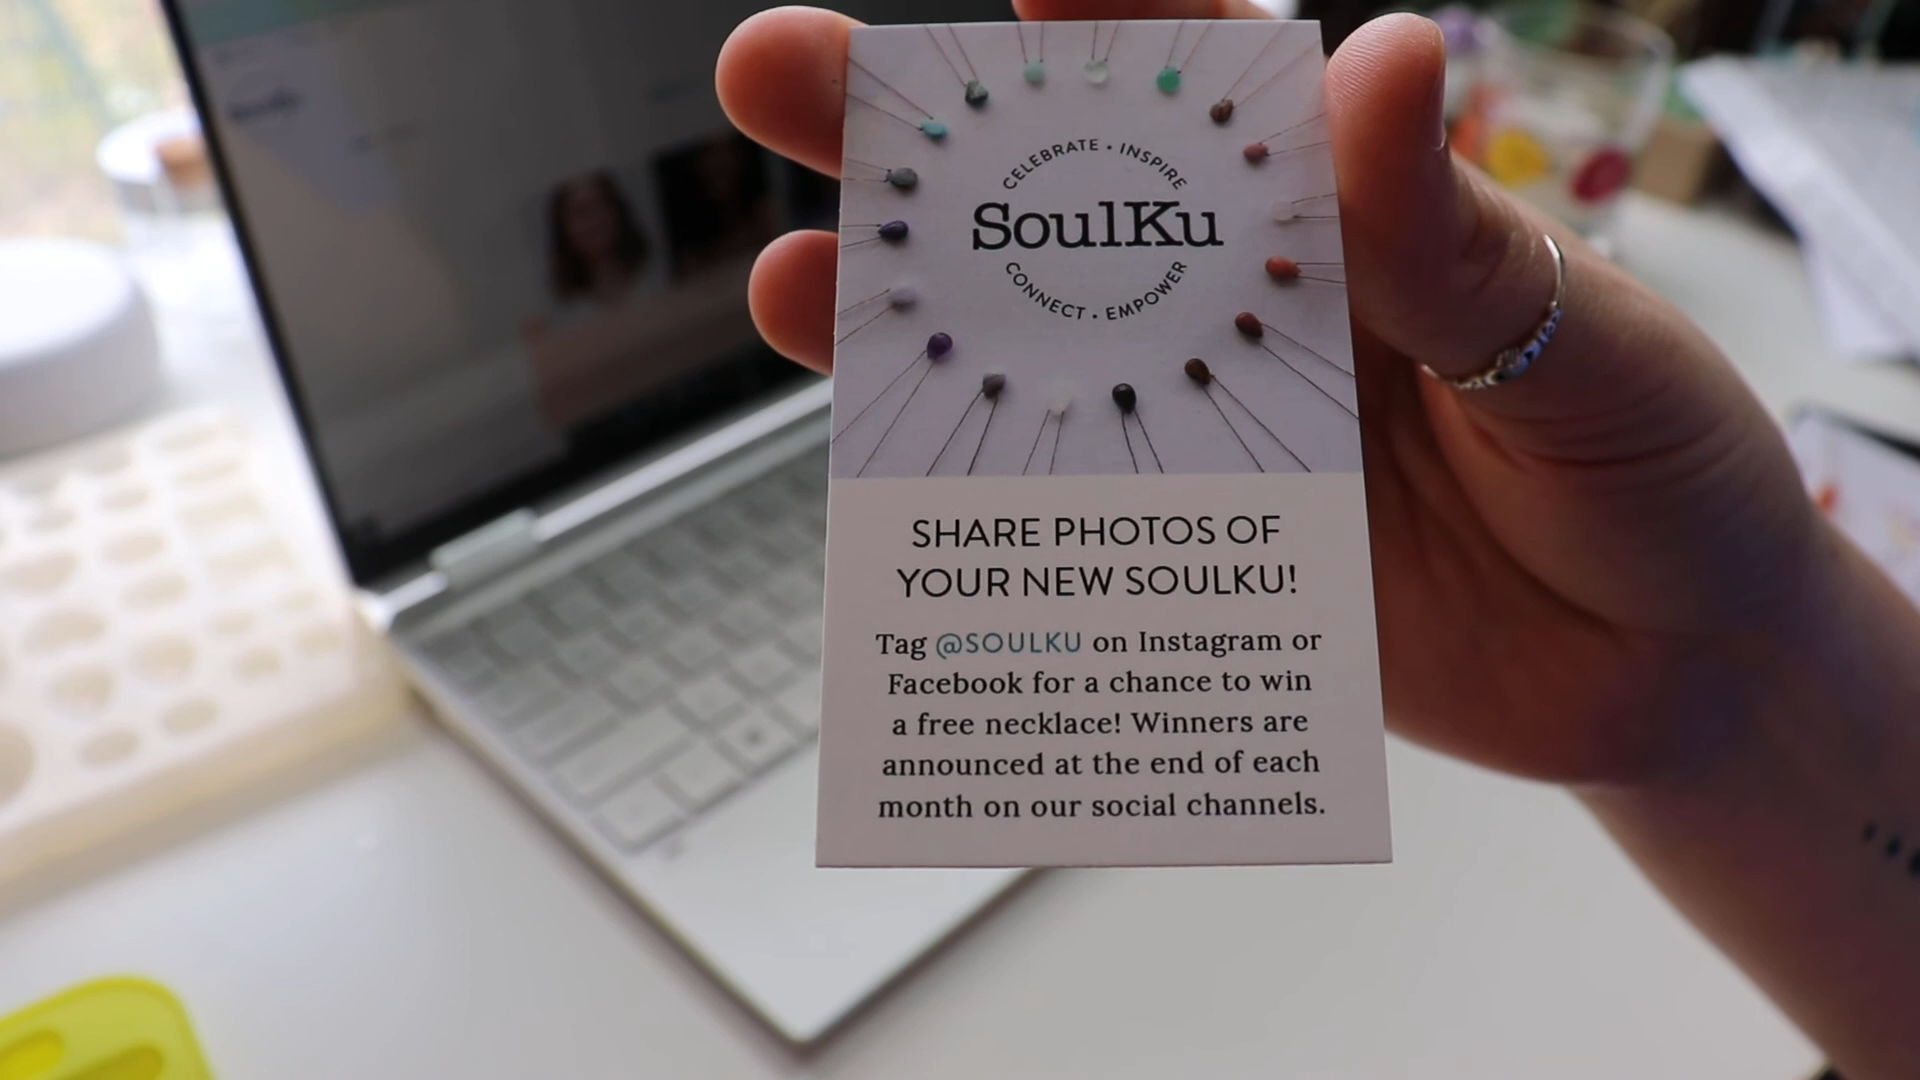 CELEBRATE • INSPIRE
SoulKu
CONNECT • EMPOWER
SHARE PHOTOS OF
YOUR NEW SOULKU!
Tag @SOULKU on Instagram or
Facebook for a chance to win
a free necklace! Winners are
announced at the end of each
month on our social channels.